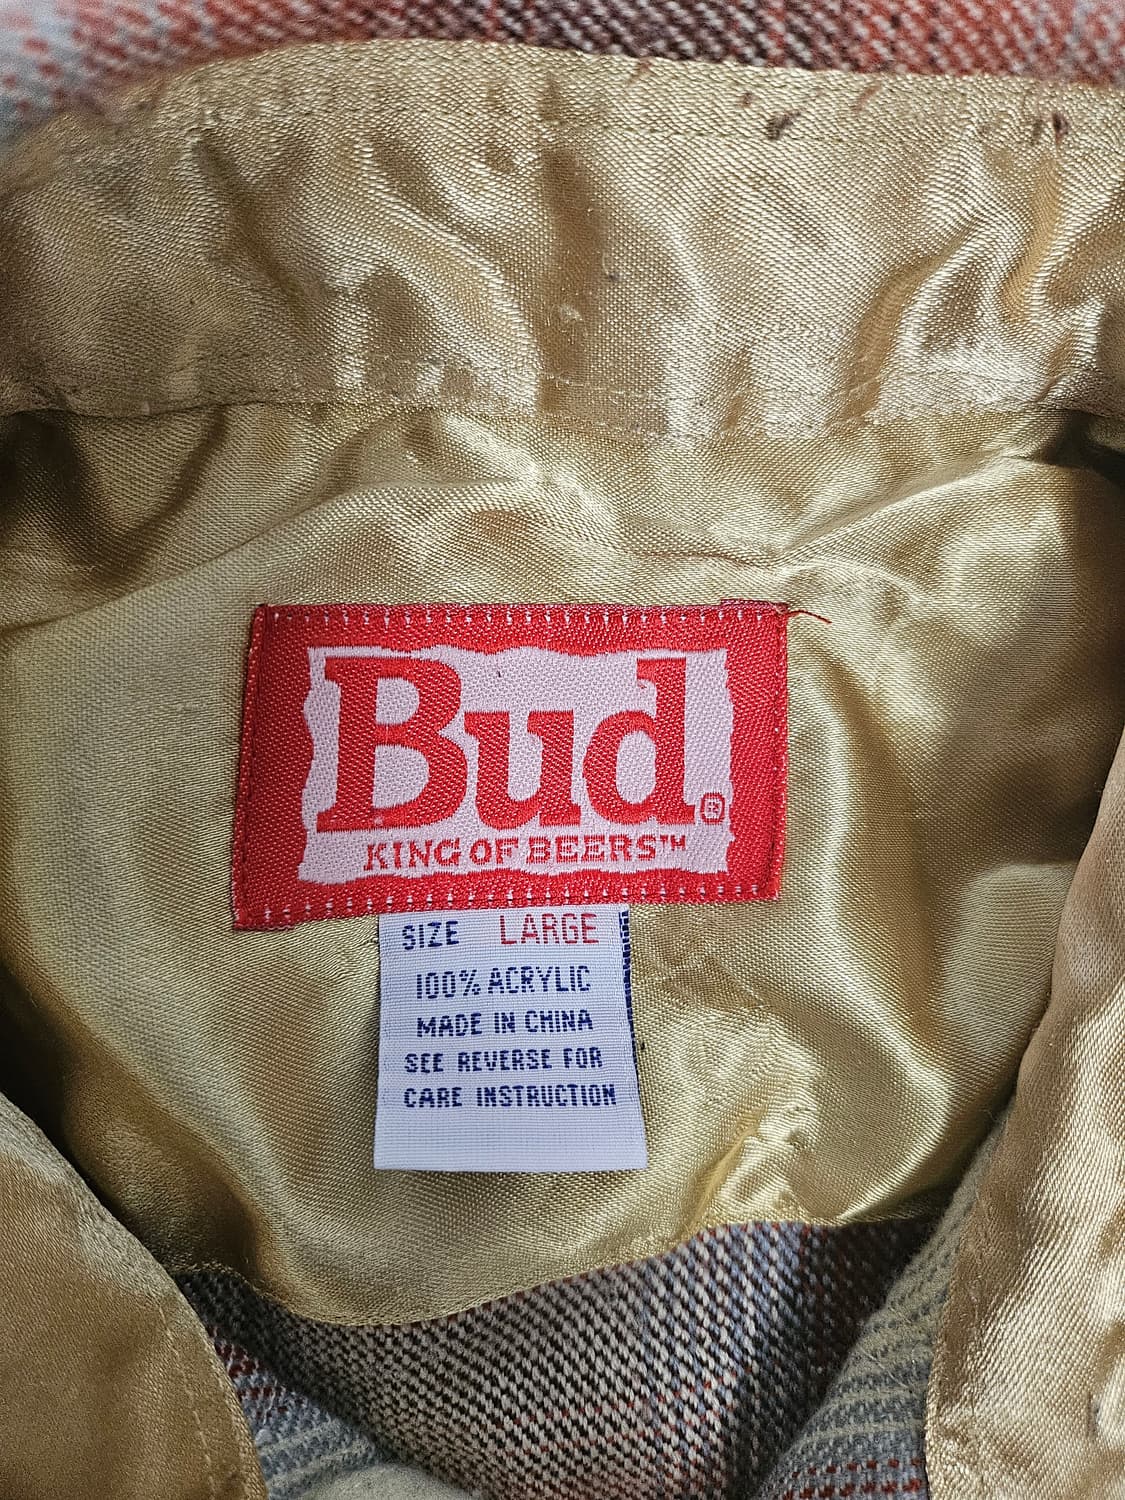 Bud®
KING OF BEERS™
SIZE LARGE
100% ACRYLIC
MADE IN CHINA
SEE REVERSE FOR
CARE INSTRUCTION